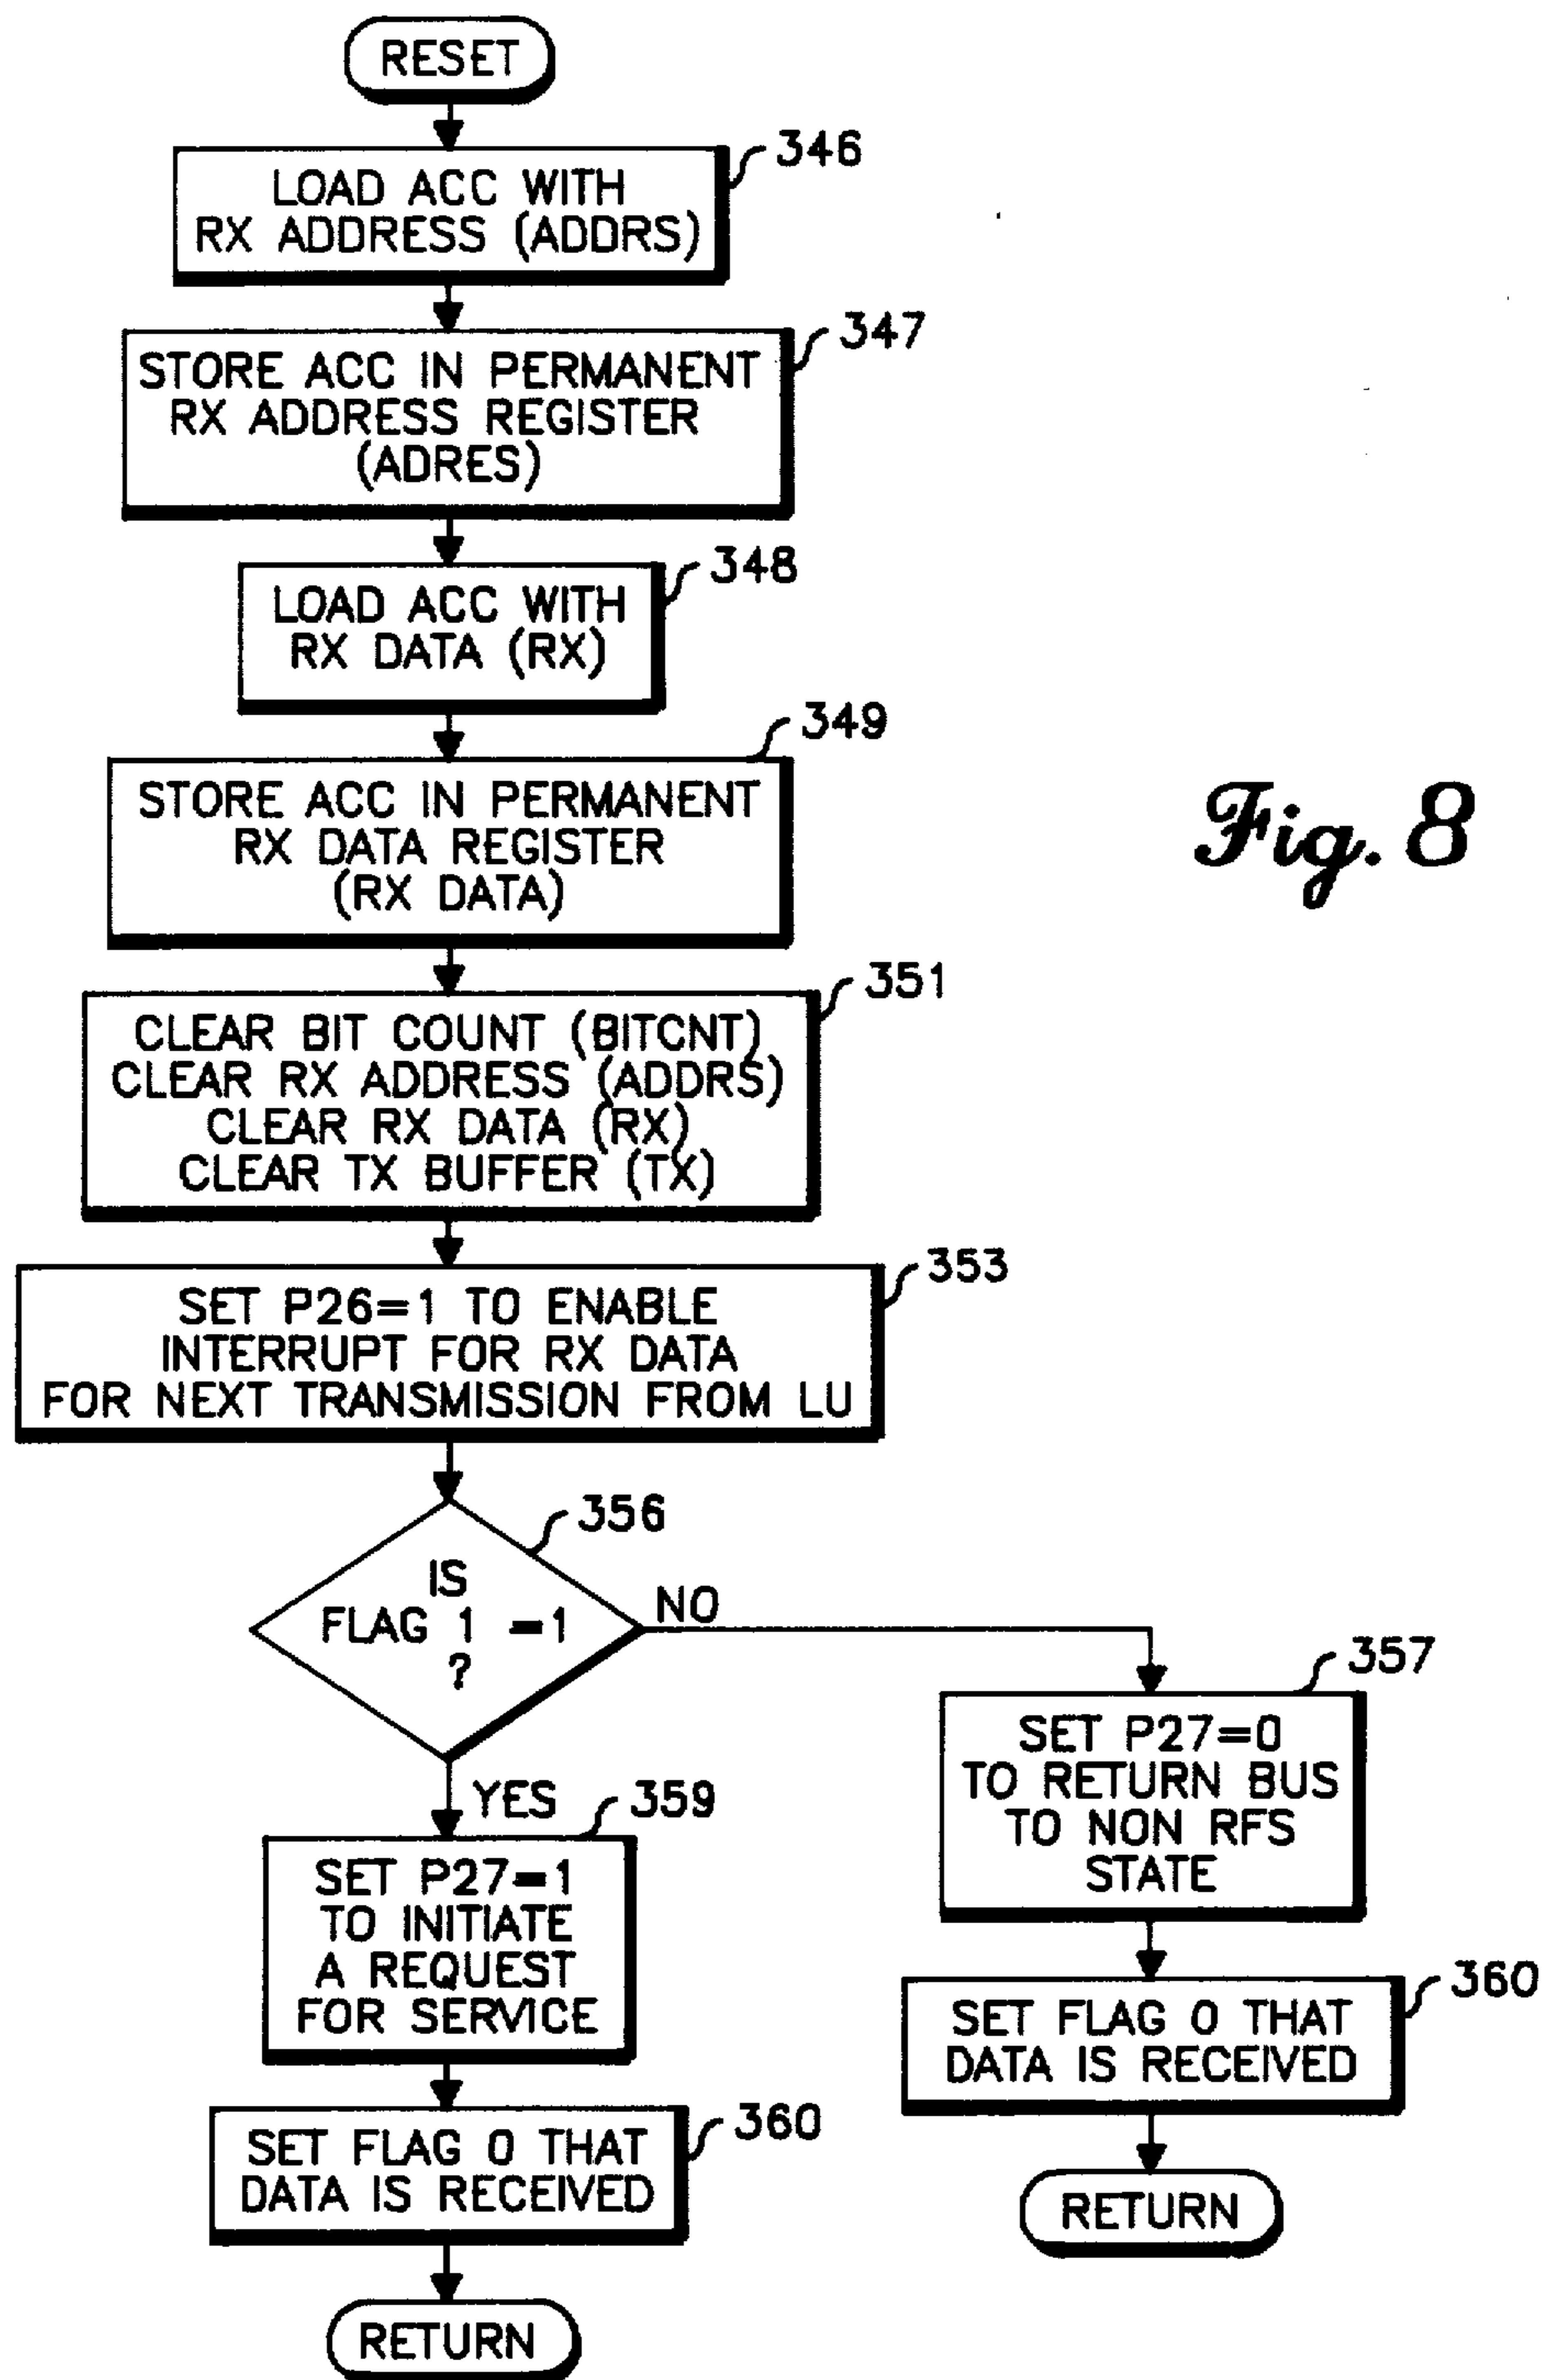 RESET
346
LOAD ACC WITH
RX ADDRESS (ADDRS)
347
STORE ACC IN PERMANENT
RX ADDRESS REGISTER
(ADRES)
348
LOAD ACC WITH
RX DATA (RX)
349
STORE ACC IN PERMANENT
RX DATA REGISTER
(RX DATA)
Fig. 8
351
CLEAR BIT COUNT (BITCNT)
CLEAR RX ADDRESS (ADDRS)
CLEAR RX DATA (RX)
CLEAR TX BUFFER (TX)
353
SET P26=1 TO ENABLE
INTERRUPT FOR RX DATA
FOR NEXT TRANSMISSION FROM LU
356
IS
FLAG 1 =1
?
NO
YES
357
SET P27=0
TO RETURN BUS
TO NON RFS
STATE
359
SET P27=1
TO INITIATE
A REQUEST
FOR SERVICE
360
SET FLAG 0 THAT
DATA IS RECEIVED
RETURN
360
SET FLAG 0 THAT
DATA IS RECEIVED
RETURN